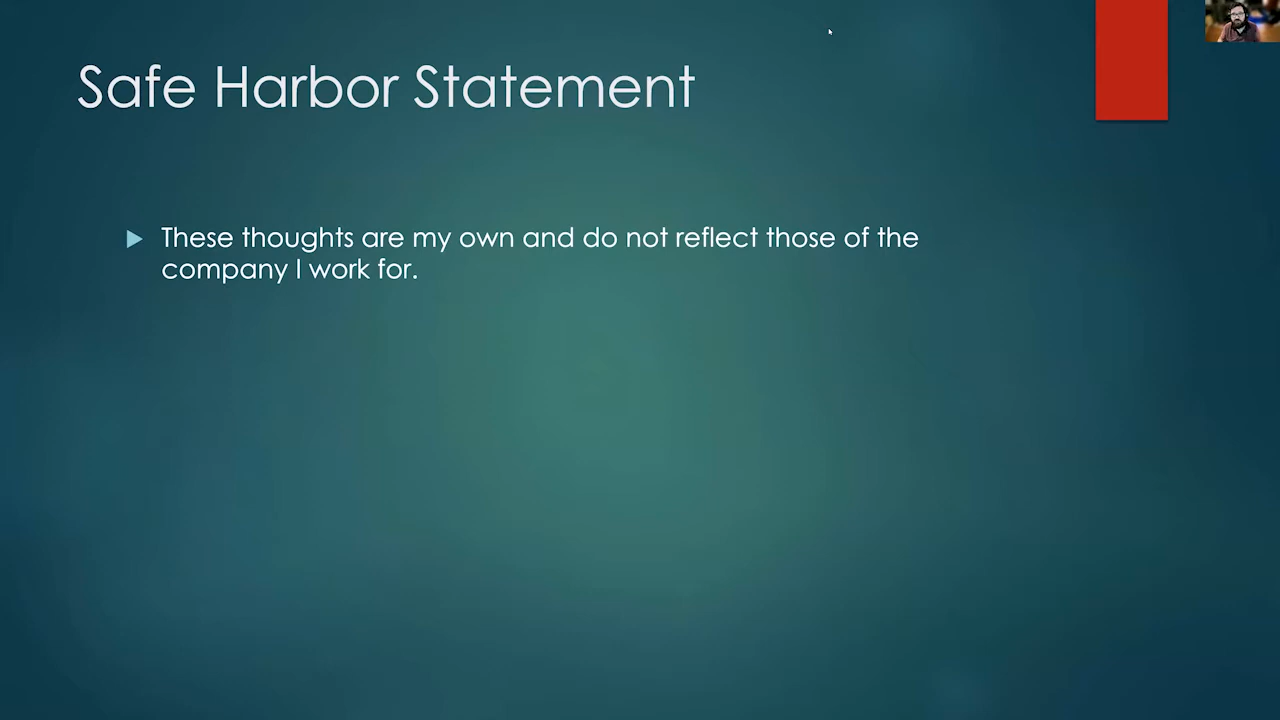 Safe Harbor Statement
These thoughts are my own and do not reflect those of the
company I work for.